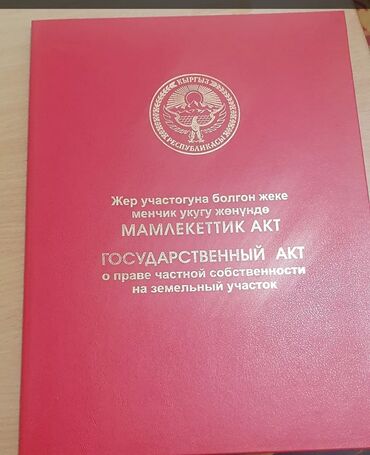 КЫРГЫЗ
РЕСПУБЛИКАСЫ
Жер участогуна болгон жеке
менчик укугу жөнүндө
МАМЛЕКЕТТИК АКТ
ГОСУДАРСТВЕННЫЙ АКТ
о праве частной собственности
на земельный участок